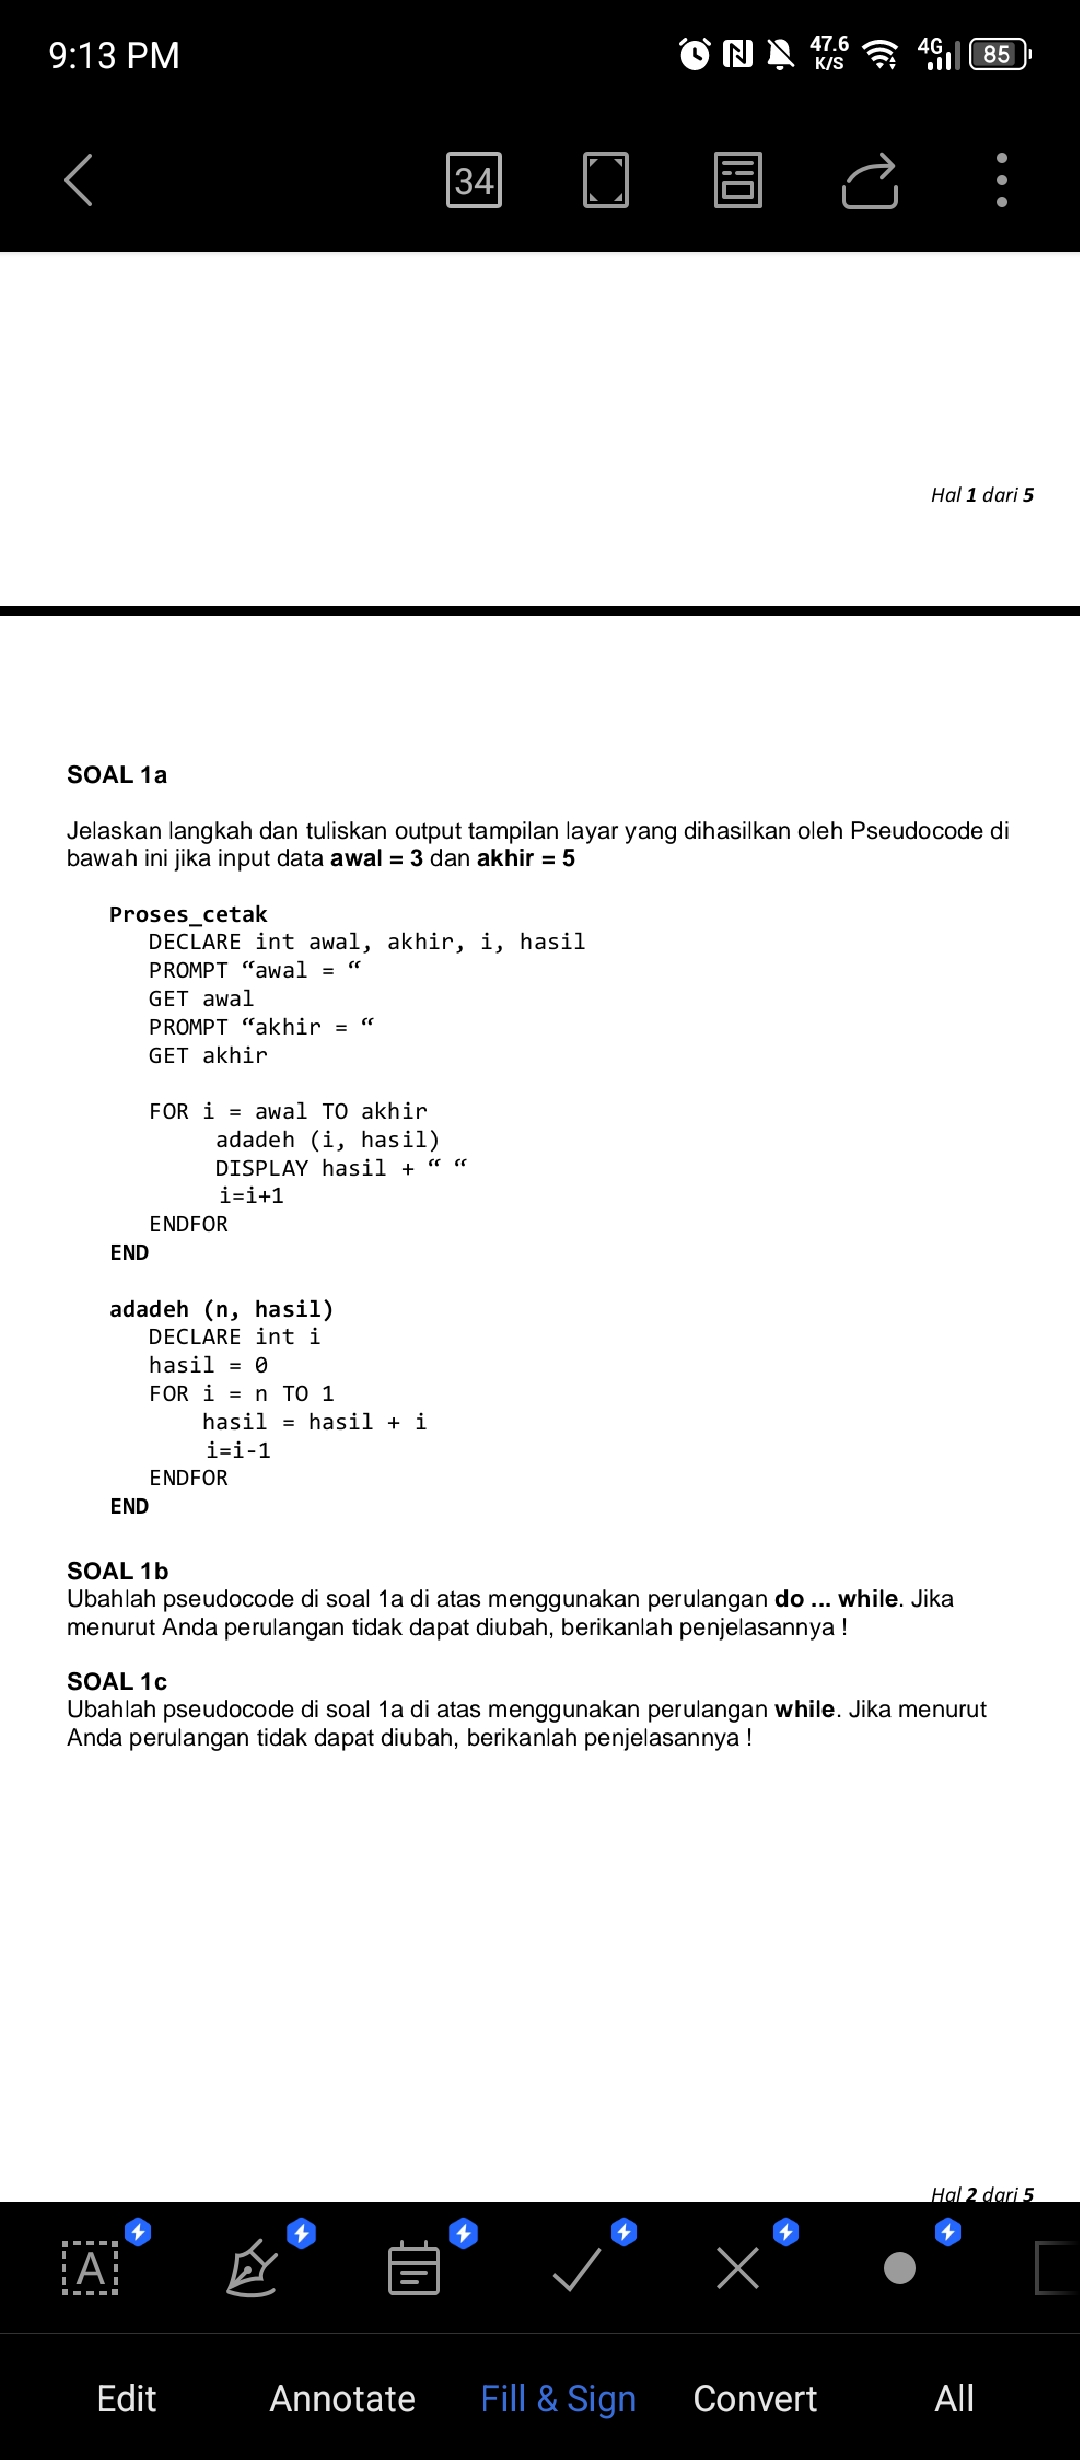 9:13 PM
47.6
K/S
4G
85
34
Hal 1 dari 5
SOAL 1a
Jelaskan langkah dan tuliskan output tampilan layar yang dihasilkan oleh Pseudocode di
bawah ini jika input data awal = 3 dan akhir = 5
Proses_cetak
DECLARE int awal, akhir, i, hasil
PROMPT “awal = “
GET awal
PROMPT “akhir = “
GET akhir
FOR i = awal TO akhir
adadeh (i, hasil)
DISPLAY hasil + “ “
i=i+1
ENDFOR
END
adadeh (n, hasil)
DECLARE int i
hasil = 0
FOR i = n TO 1
hasil = hasil + i
i=i-1
ENDFOR
END
SOAL 1b
Ubahlah pseudocode di soal 1a di atas menggunakan perulangan do ... while. Jika
menurut Anda perulangan tidak dapat diubah, berikanlah penjelasannya !
SOAL 1c
Ubahlah pseudocode di soal 1a di atas menggunakan perulangan while. Jika menurut
Anda perulangan tidak dapat diubah, berikanlah penjelasannya !
Hal 2 dari 5
A
Edit
Annotate
Fill & Sign
Convert
All